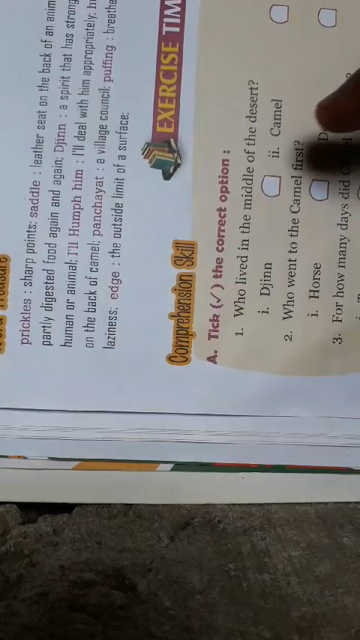 prickles : sharp points; saddle : leather seat on the back of an
partly digested food again and again; Djinn : a spirit that has strong
human or animal; I'll Humph him : I'll deal with him appropriately;
on the back of camel; panchayat : a village council; puffing :
laziness; edge : the outside limit of a surface;
EXERCISE
Comprehension Skill
A. Tick (✓) the correct option :
1. Who lived in the middle of the desert?
i. Djinn
ii. Camel
2. Who went to the Camel first?
i. Horse
3. For how many days did